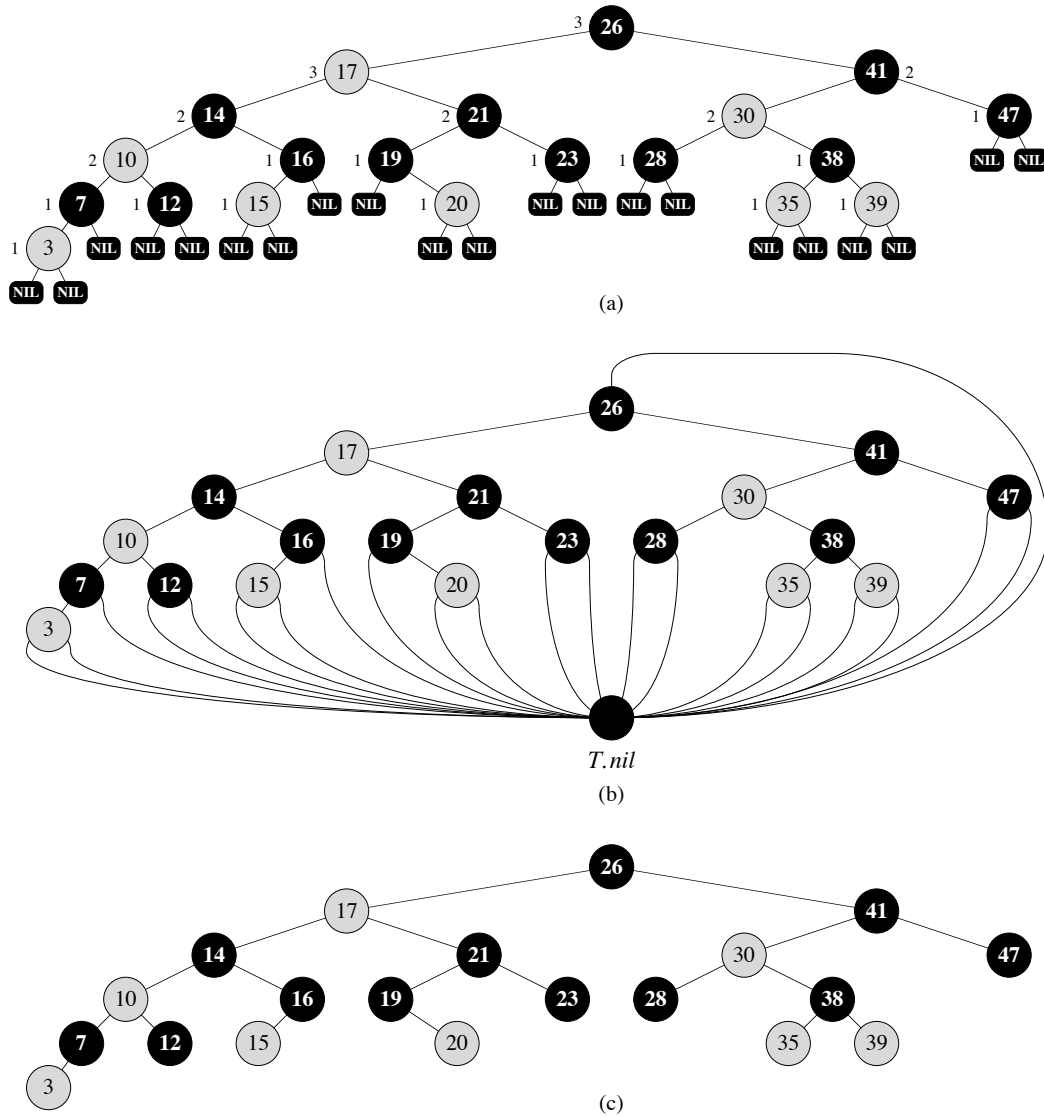 3 26
3 17 41 2
2 14 2 21 2 30 1 47
2 10 1 16 1 19 1 23 1 28 1 38 NIL NIL
1 7 1 12 1 15 NIL NIL 1 20 NIL NIL NIL NIL 1 35 1 39
1 3 NIL NIL NIL NIL NIL NIL NIL NIL NIL NIL NIL
NIL NIL
(a)
26
17 41
14 21 30 47
10 16 19 23 28 38
7 12 15 20 35 39
3
T.nil
(b)
26
17 41
14 21 30 47
10 16 19 23 28 38
7 12 15 20 35 39
3
(c)